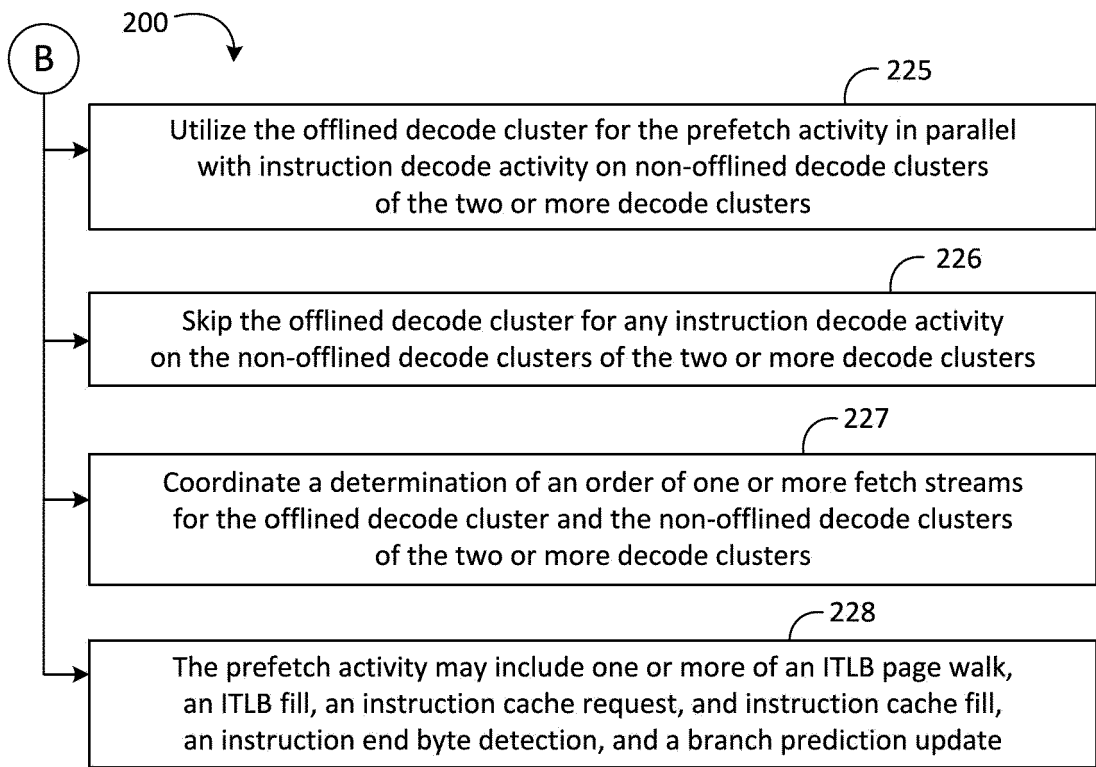 200
B
225
Utilize the offlined decode cluster for the prefetch activity in parallel
with instruction decode activity on non-offlined decode clusters
of the two or more decode clusters
226
Skip the offlined decode cluster for any instruction decode activity
on the non-offlined decode clusters of the two or more decode clusters
227
Coordinate a determination of an order of one or more fetch streams
for the offlined decode cluster and the non-offlined decode clusters
of the two or more decode clusters
228
The prefetch activity may include one or more of an ITLB page walk,
an ITLB fill, an instruction cache request, and instruction cache fill,
an instruction end byte detection, and a branch prediction update